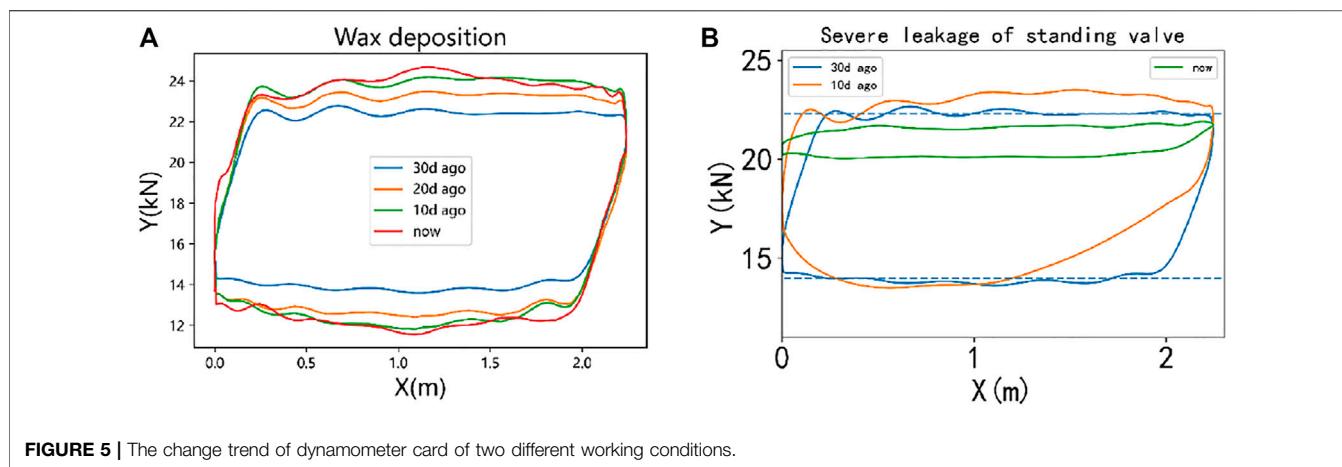 A
Wax deposition
Y(kN)
24
22
20
18
16
14
12
30d ago
20d ago
10d ago
now
0.0 0.5 1.0 1.5 2.0
X(m)
B
Severe leakage of standing valve
Y (kN)
25
20
15
30d ago
10d ago
now
0 1 2
X (m)
FIGURE 5 | The change trend of dynamometer card of two different working conditions.